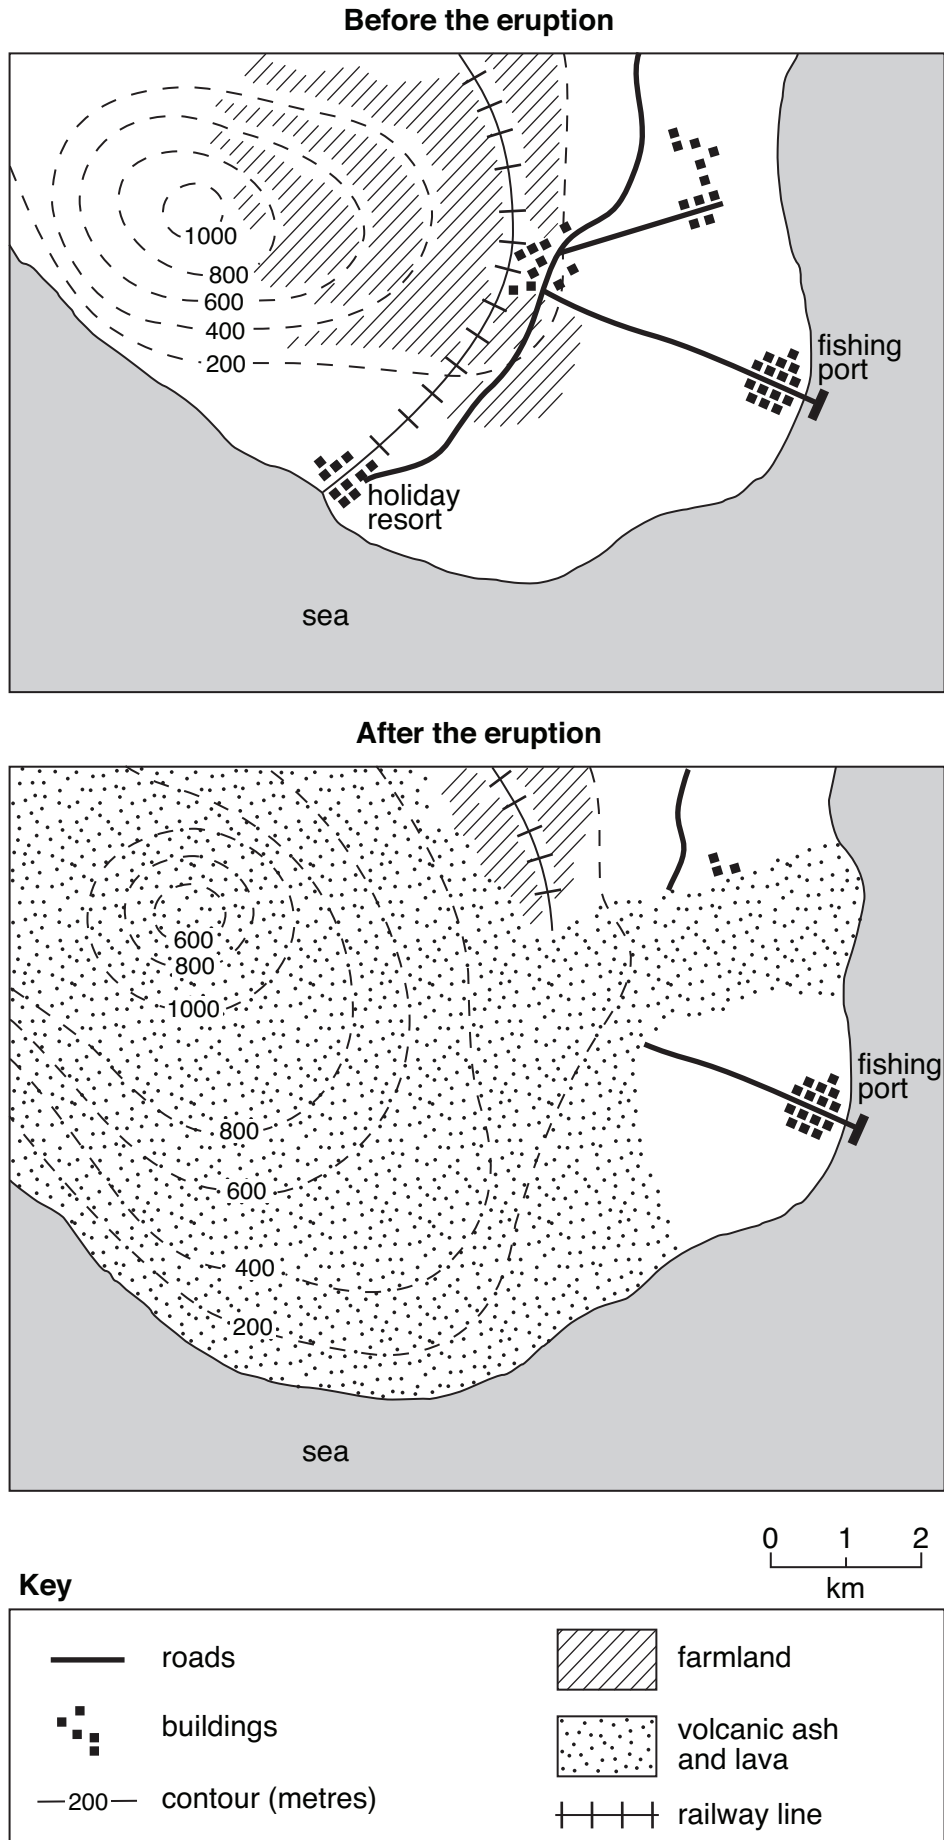 Before the eruption
1000
800
600
400
200
fishing
port
holiday
resort
sea
After the eruption
600
800
1000
800
600
400
200
fishing
port
sea
0 1 2
km
Key
roads
farmland
buildings
volcanic ash
and lava
200
contour (metres)
railway line